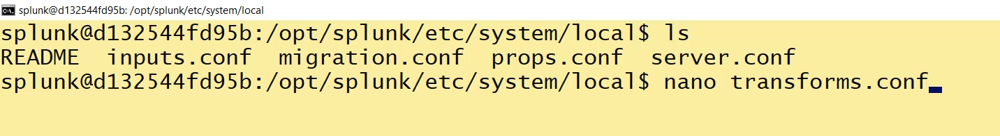 splunk@d132544fd95b: /opt/splunk/etc/system/local
splunk@d132544fd95b:/opt/splunk/etc/system/local$ ls
README  inputs.conf  migration.conf  props.conf  server.conf
splunk@d132544fd95b:/opt/splunk/etc/system/local$ nano transforms.conf